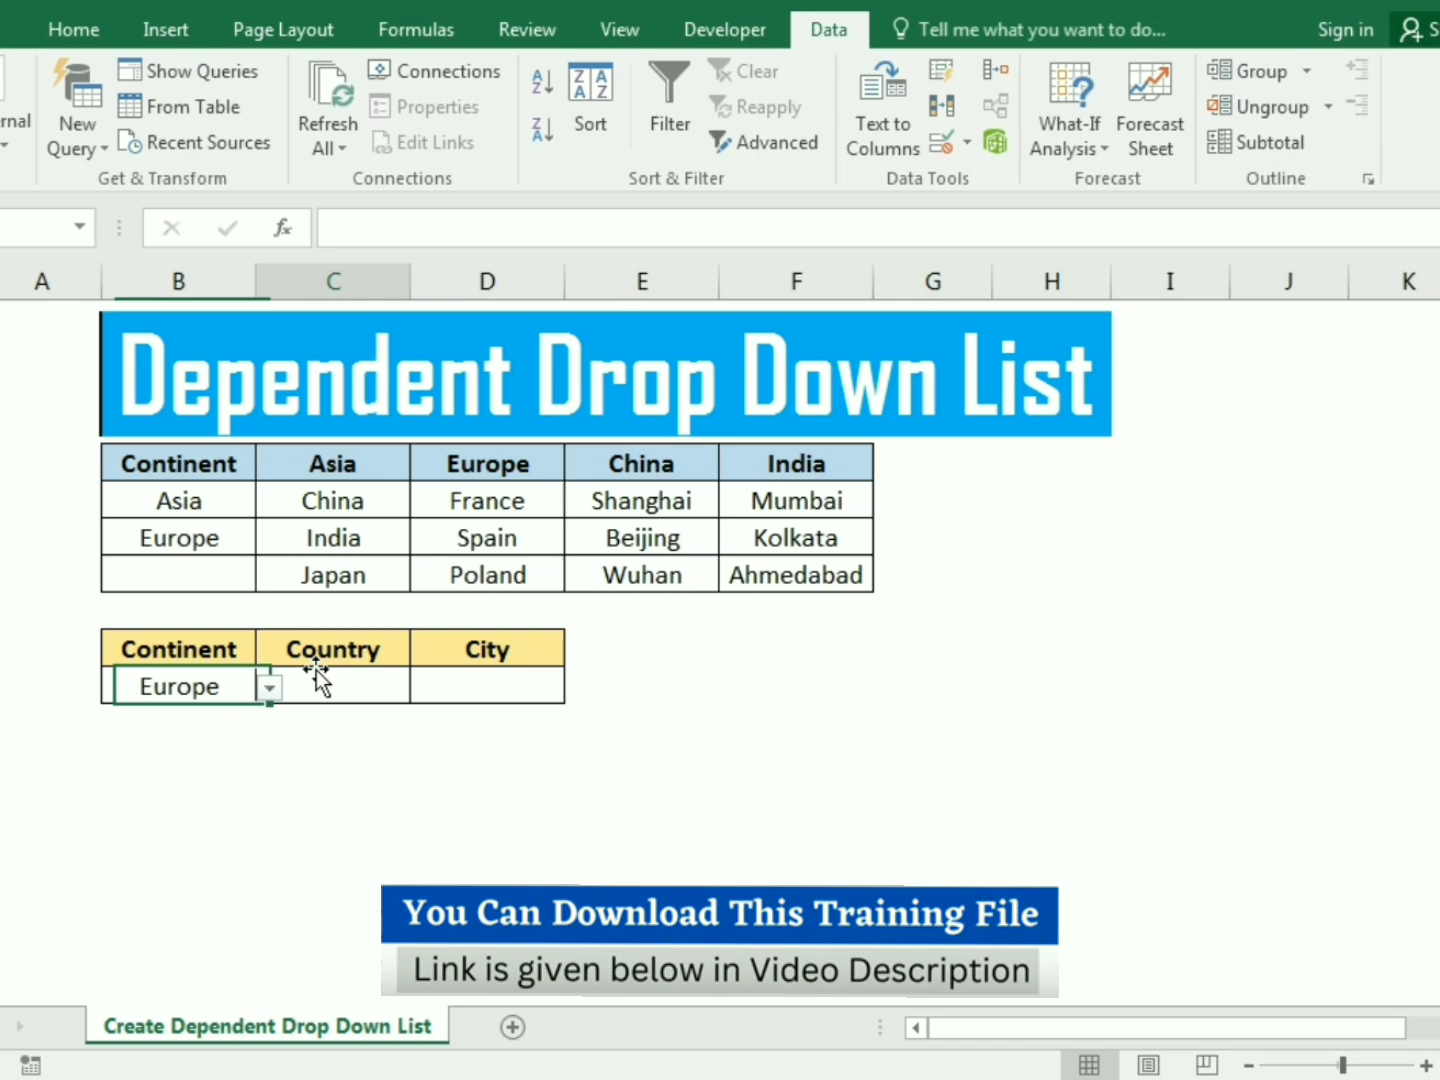 Home Insert Page Layout Formulas Review View Developer Data Tell me what you want to do... Sign in
Show Queries
From Table
Recent Sources
New
Query
Get & Transform
Refresh
All
Connections
Properties
Edit Links
Connections
Sort
Filter
Clear
Reapply
Advanced
Sort & Filter
Text to
Columns
Data Tools
What-If
Analysis
Forecast
Sheet
Forecast
Group
Ungroup
Subtotal
Outline
fx
A B C D E F G H I J K
Dependent Drop Down List
Continent Asia Europe China India
Asia China France Shanghai Mumbai
Europe India Spain Beijing Kolkata
Japan Poland Wuhan Ahmedabad
Continent Country City
Europe
You Can Download This Training File
Link is given below in Video Description
Create Dependent Drop Down List